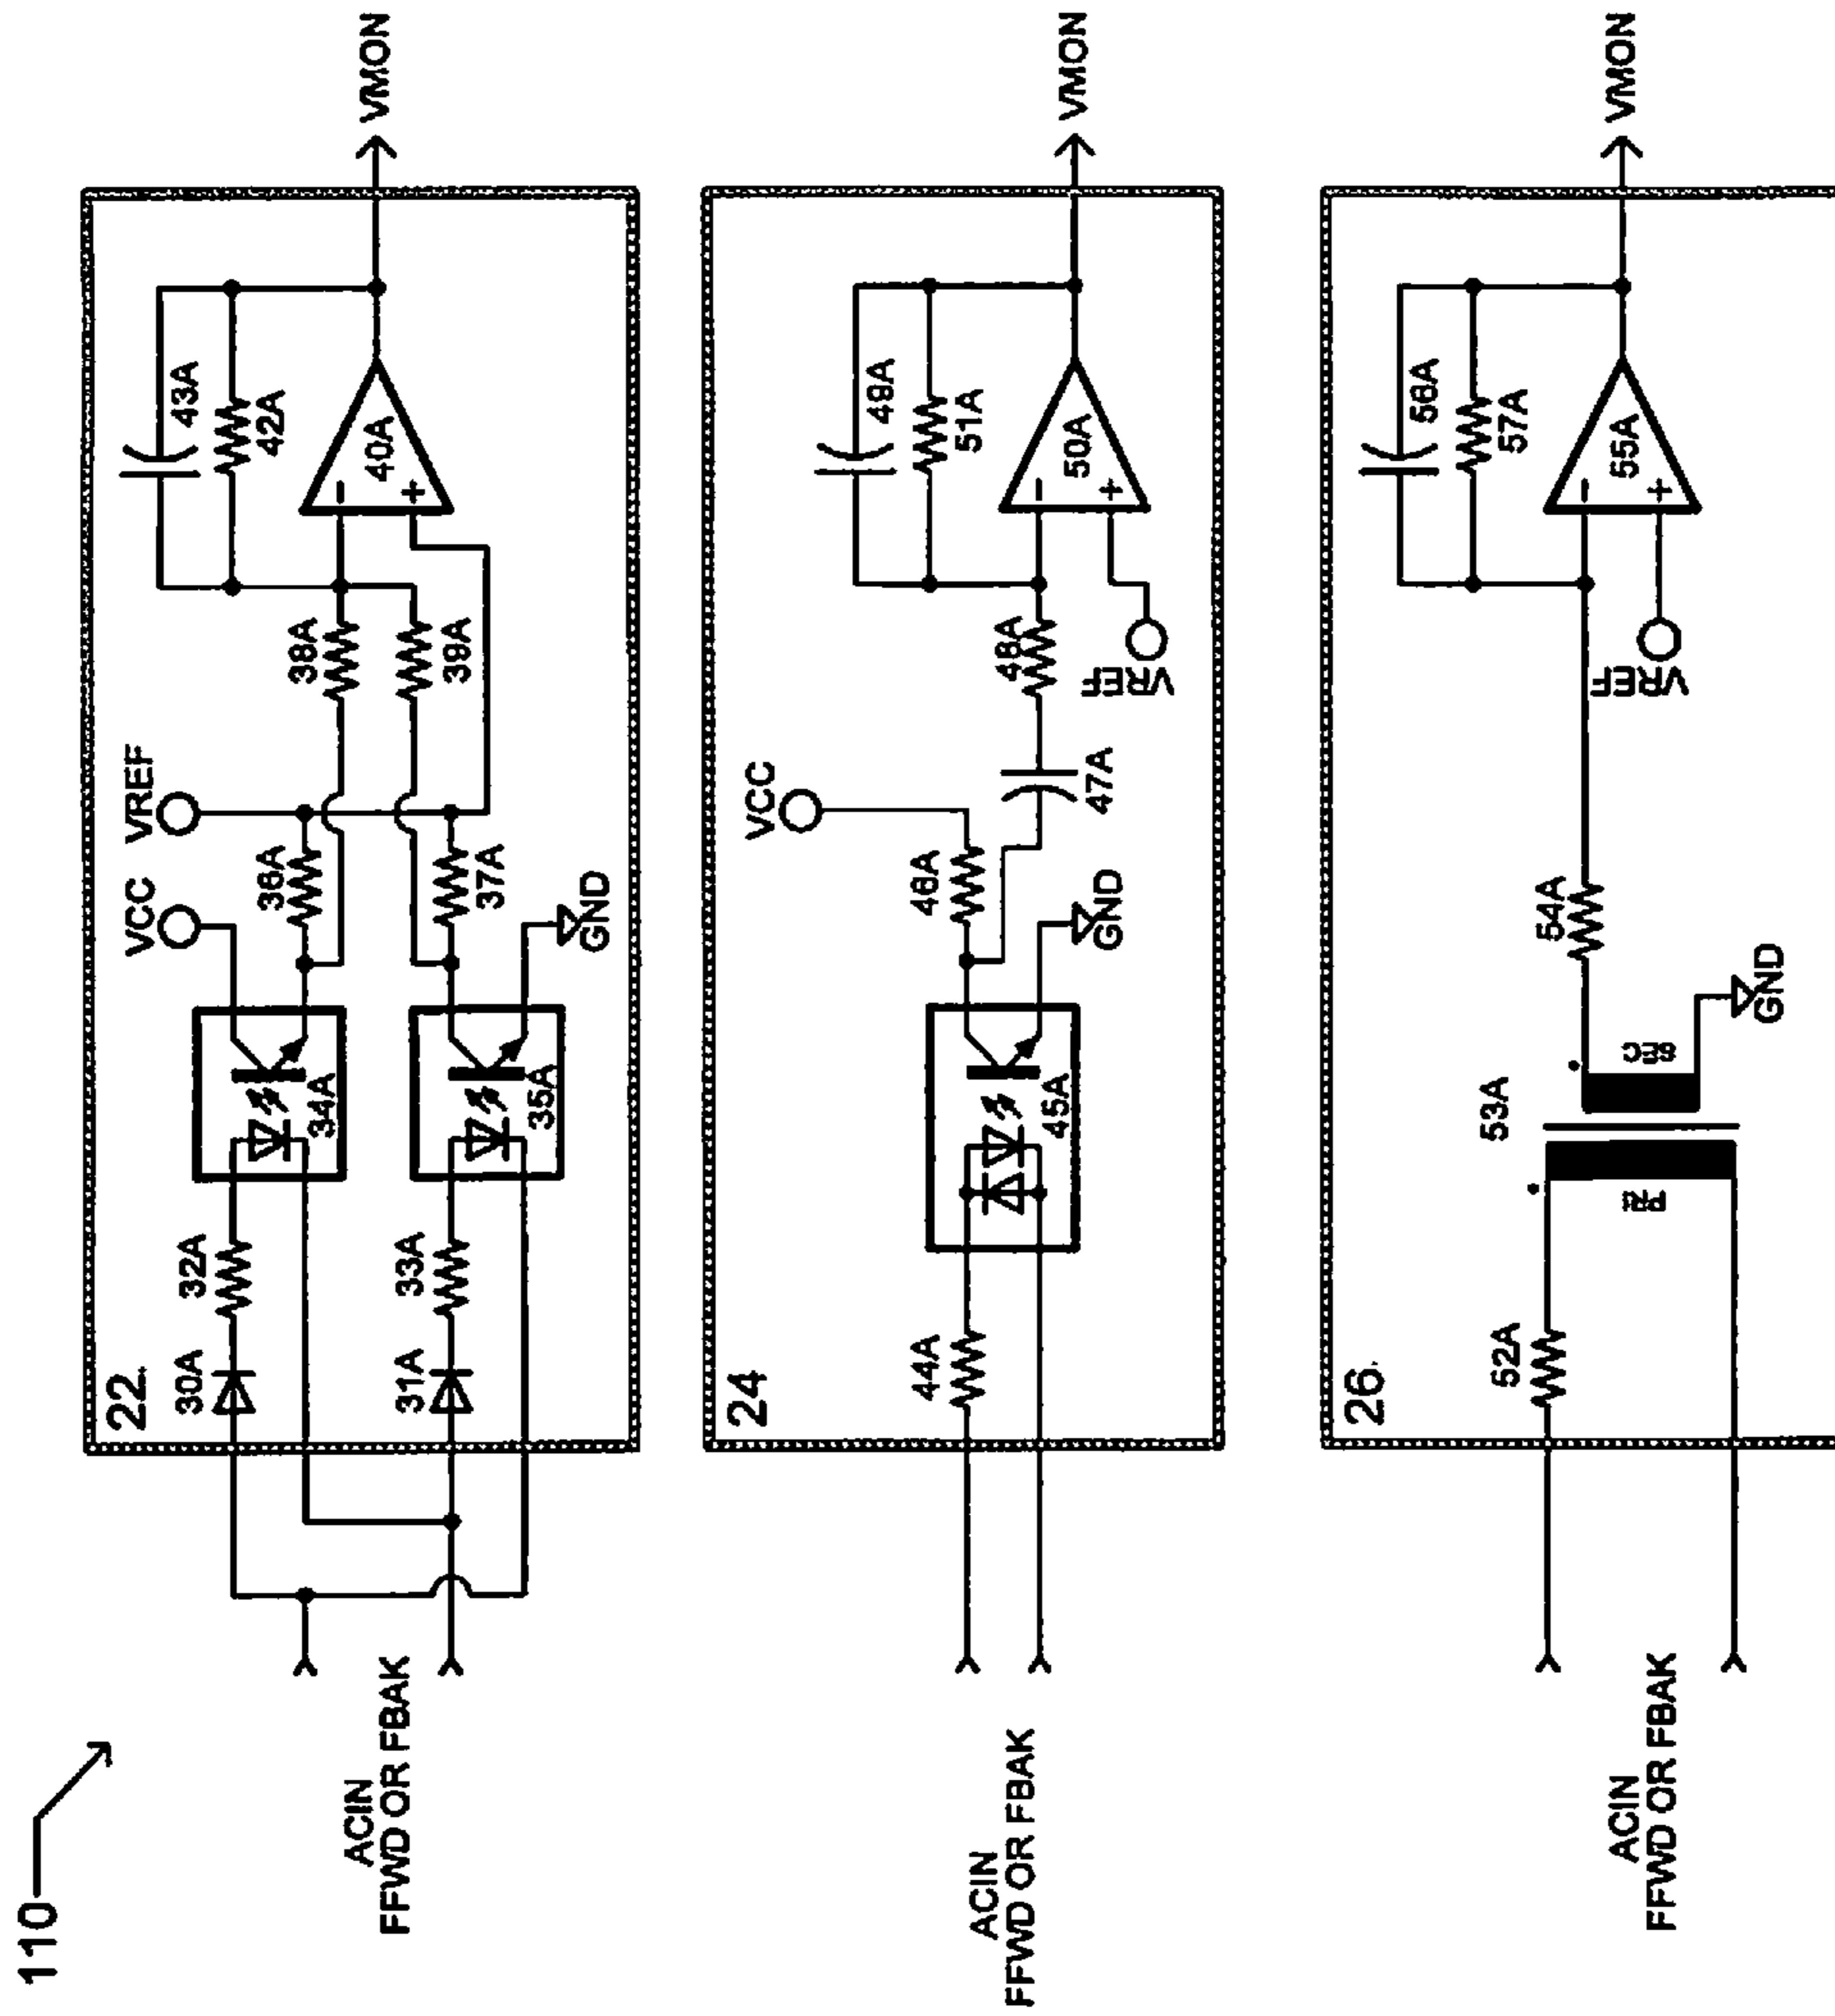 110
22
30A
32A
34A
VCC
VREF
36A
38A
43A
42A
40A
−
+
39A
37A
31A
33A
35A
GND
VMON
ACIN
FFWD OR FBAK
24
44A
45A
46A
VCC
GND
47A
48A
VREF
49A
51A
50A
−
+
VMON
ACIN
FFWD OR FBAK
26
52A
53A
PRI
SEC
GND
54A
VREF
56A
57A
55A
−
+
VMON
ACIN
FFWD OR FBAK